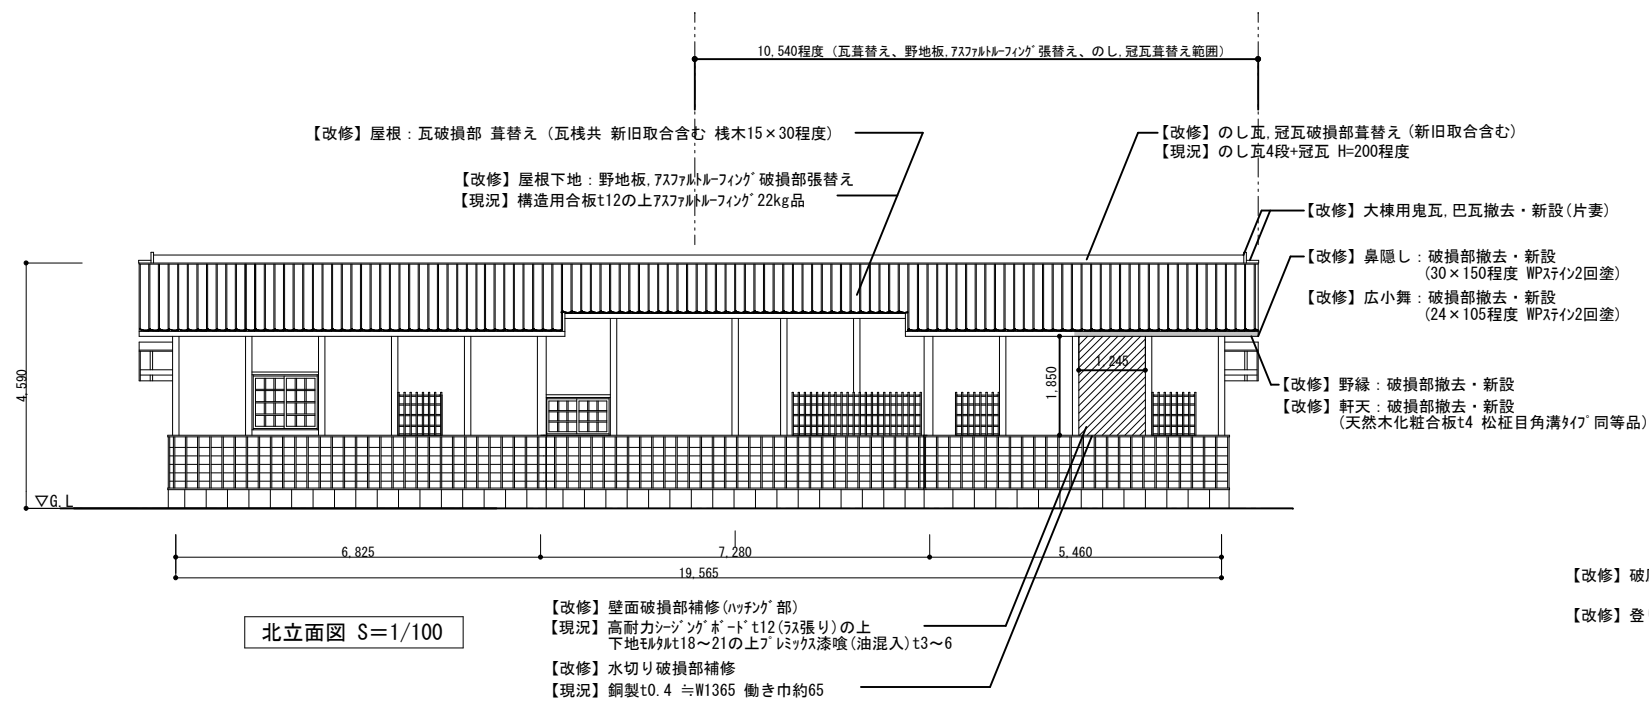 10,540程度（瓦葺替え、野地板,ｱｽﾌｧﾙﾄﾙｰﾌｨﾝｸﾞ張替え、のし,冠瓦葺替え範囲）
【改修】屋根：瓦破損部 葺替え（瓦桟共 新旧取合含む 桟木15×30程度）
【改修】のし瓦,冠瓦破損部葺替え（新旧取合含む）
【現況】のし瓦4段+冠瓦 H=200程度
【改修】屋根下地：野地板,ｱｽﾌｧﾙﾄﾙｰﾌｨﾝｸﾞ破損部張替え
【現況】構造用合板t12の上ｱｽﾌｧﾙﾄﾙｰﾌｨﾝｸﾞ22kg品
【改修】大棟用鬼瓦,巴瓦撤去・新設(片妻)
【改修】鼻隠し：破損部撤去・新設
(30×150程度 WPｽﾃｲﾝ2回塗)
【改修】広小舞：破損部撤去・新設
(24×105程度 WPｽﾃｲﾝ2回塗)
4,590
1,245
1,850
【改修】野縁：破損部撤去・新設
【改修】軒天：破損部撤去・新設
(天然木化粧合板t4 松柾目角溝ﾀｲﾌﾟ同等品)
▽G.L
6,825
7,280
5,460
19,565
【改修】破
【改修】登
【改修】壁面破損部補修(ﾊｯﾁﾝｸﾞ部)
【現況】高耐力ｼｰｼﾞﾝｸﾞﾎﾞｰﾄﾞt12(ﾗｽ張り)の上
下地ﾓﾙﾀﾙt18～21の上ﾌﾟﾚﾐｯｸｽ漆喰(油混入)t3～6
【改修】水切り破損部補修
【現況】銅製t0.4 ≒W1365 働き巾約65
北立面図 S＝1/100